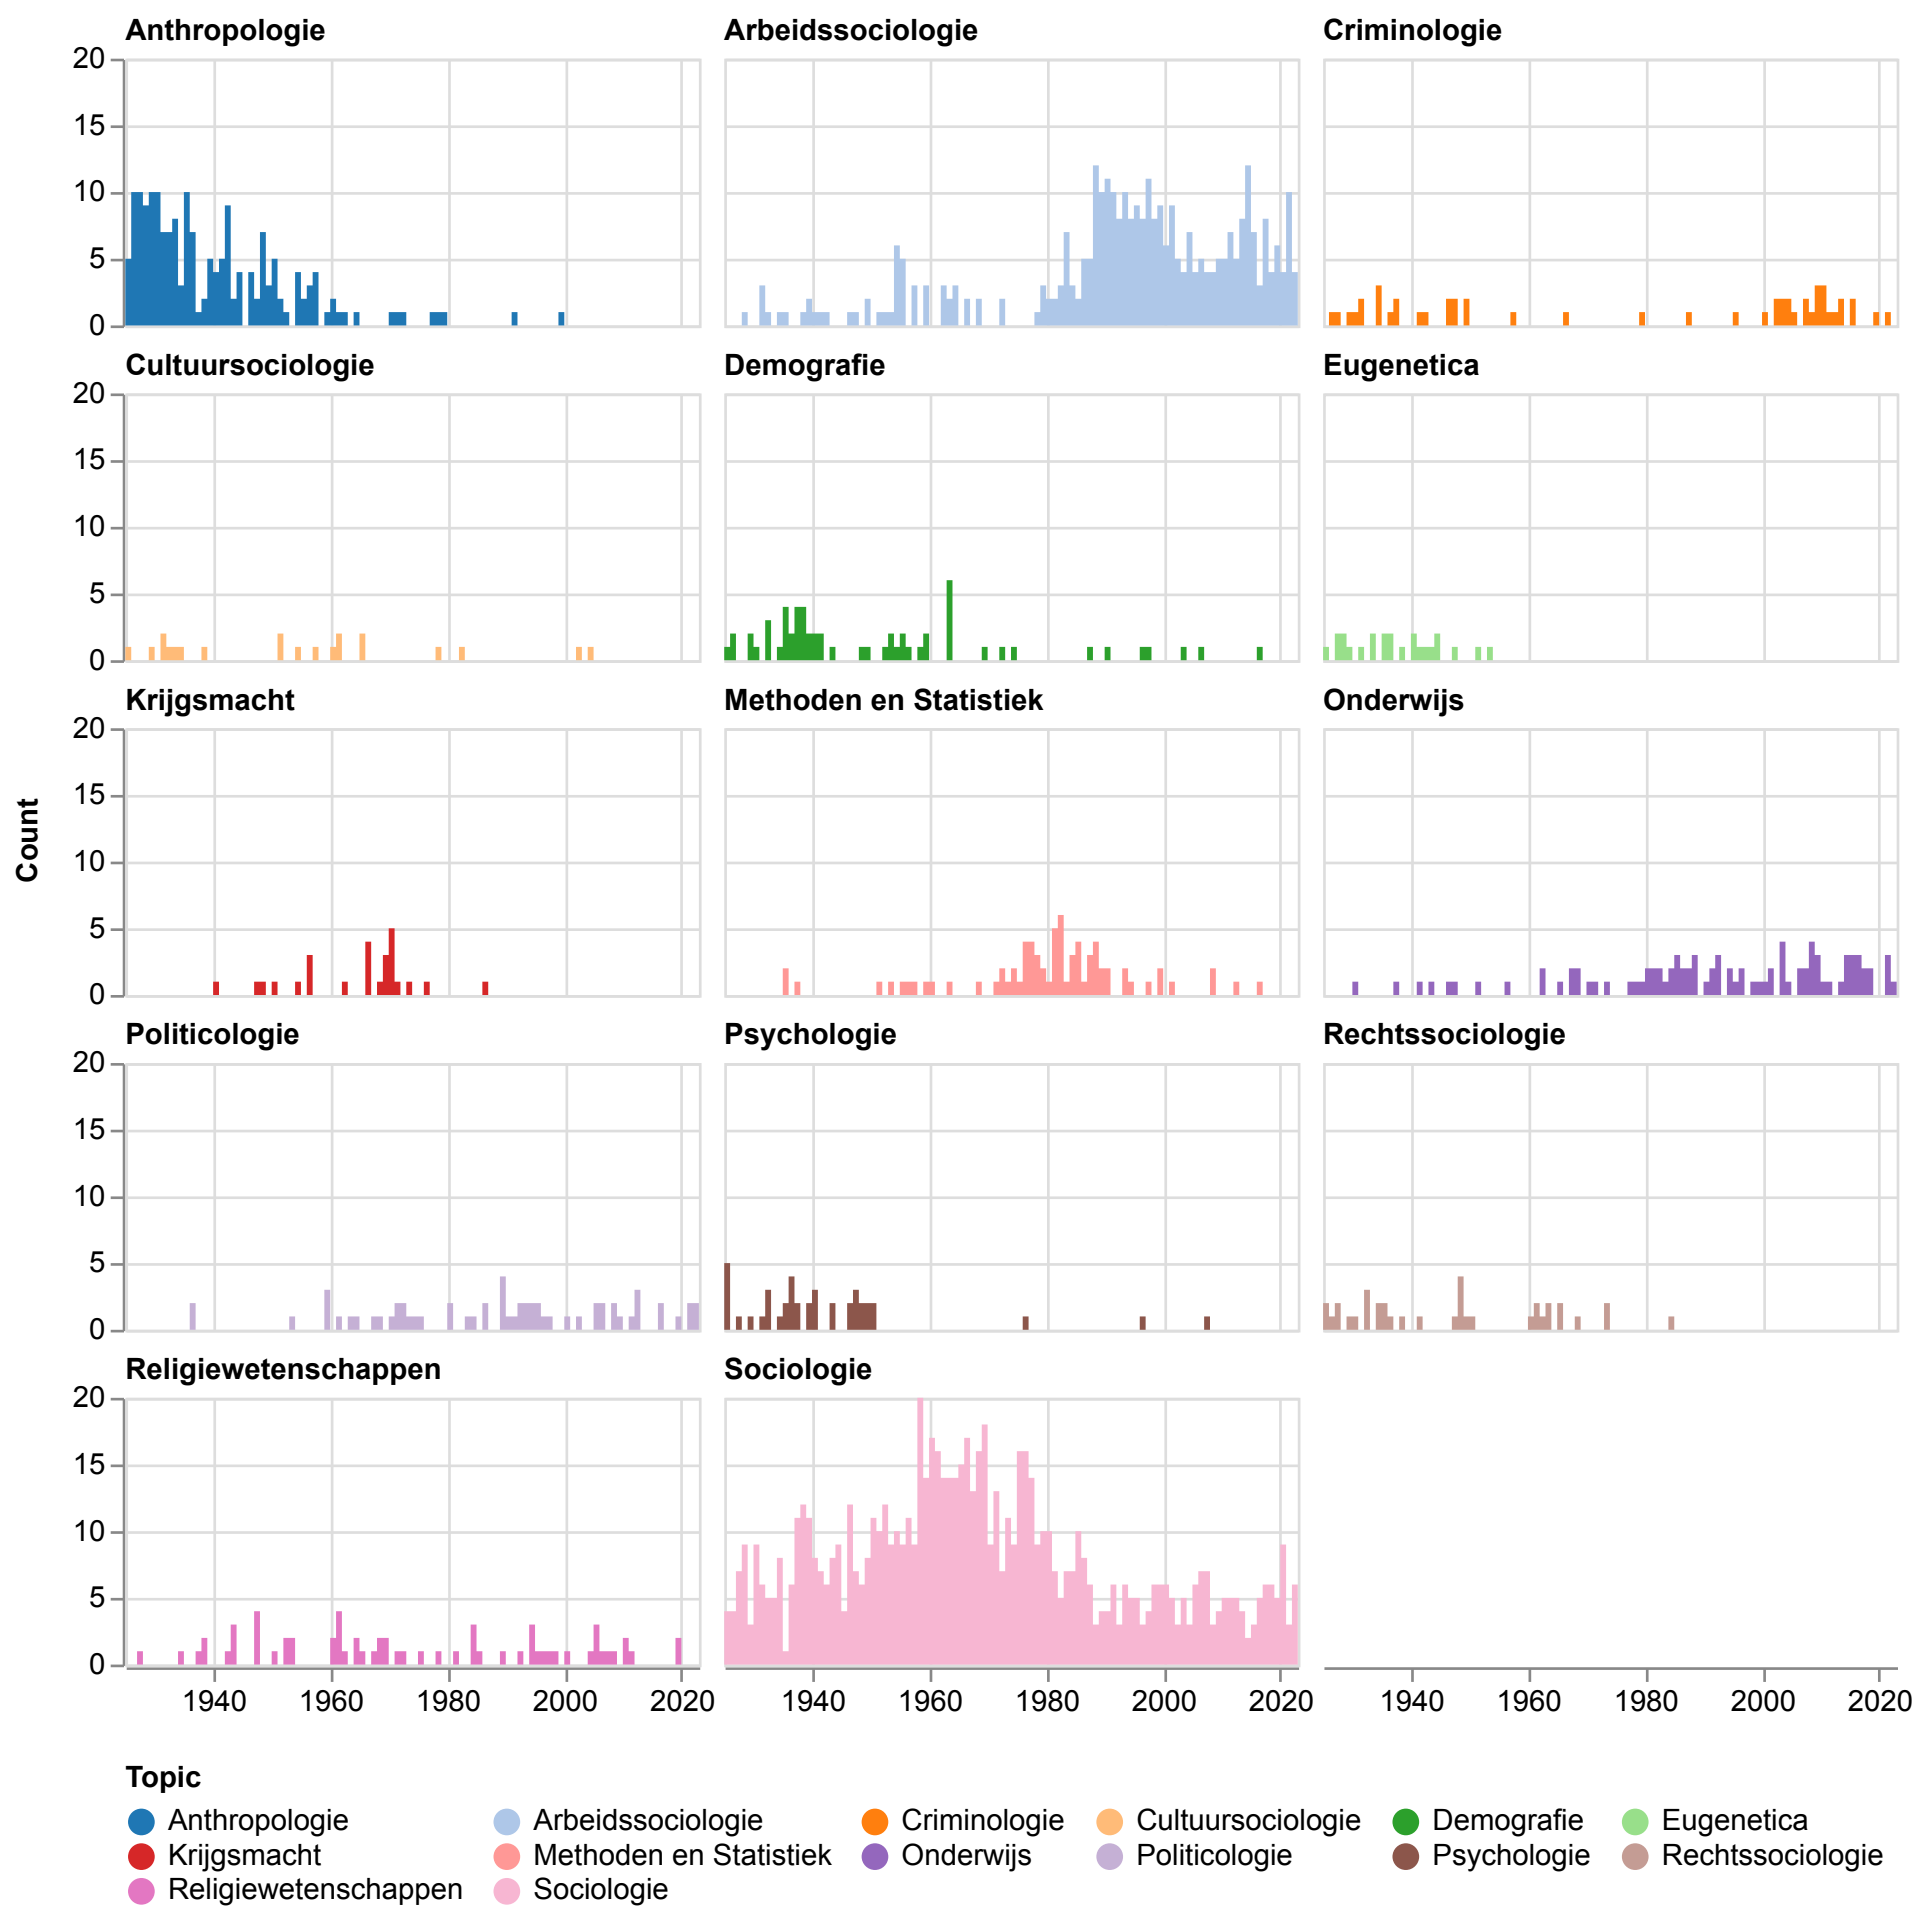 Anthropologie Arbeidssociologie Criminologie
20
15
10
5
0
Cultuursociologie Demografie Eugenetica
20
15
10
5
0
Krijgsmacht Methoden en Statistiek Onderwijs
20
15
10
5
0
Count
Politicologie Psychologie Rechtssociologie
20
15
10
5
0
Religiewetenschappen Sociologie
20
15
10
5
0
1940 1960 1980 2000 2020 1940 1960 1980 2000 2020 1940 1960 1980 2000 2020
Topic
Anthropologie Arbeidssociologie Criminologie Cultuursociologie Demografie Eugenetica
Krijgsmacht Methoden en Statistiek Onderwijs Politicologie Psychologie Rechtssociologie
Religiewetenschappen Sociologie